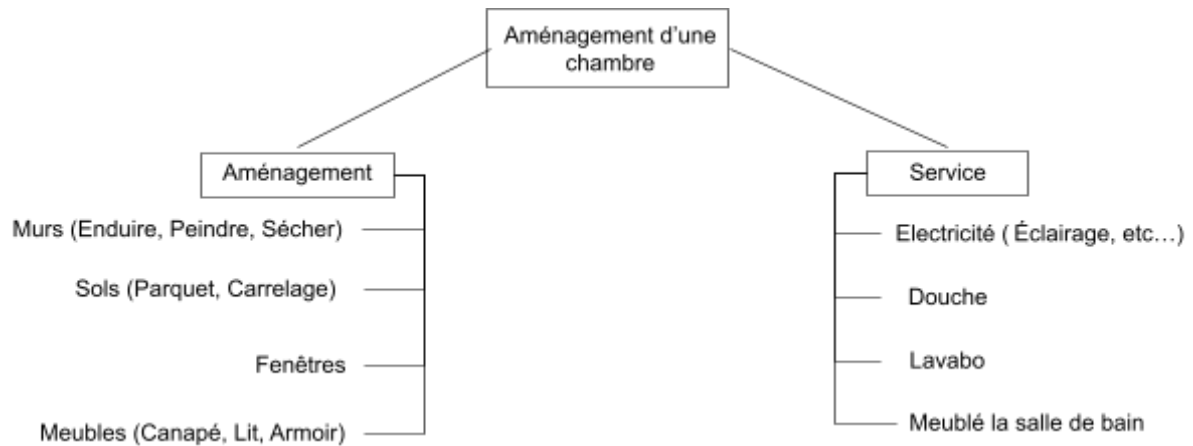 Aménagement d’une
chambre
Aménagement
Murs (Enduire, Peindre, Sécher)
Sols (Parquet, Carrelage)
Fenêtres
Meubles (Canapé, Lit, Armoir)
Service
Electricité ( Éclairage, etc…)
Douche
Lavabo
Meublé la salle de bain